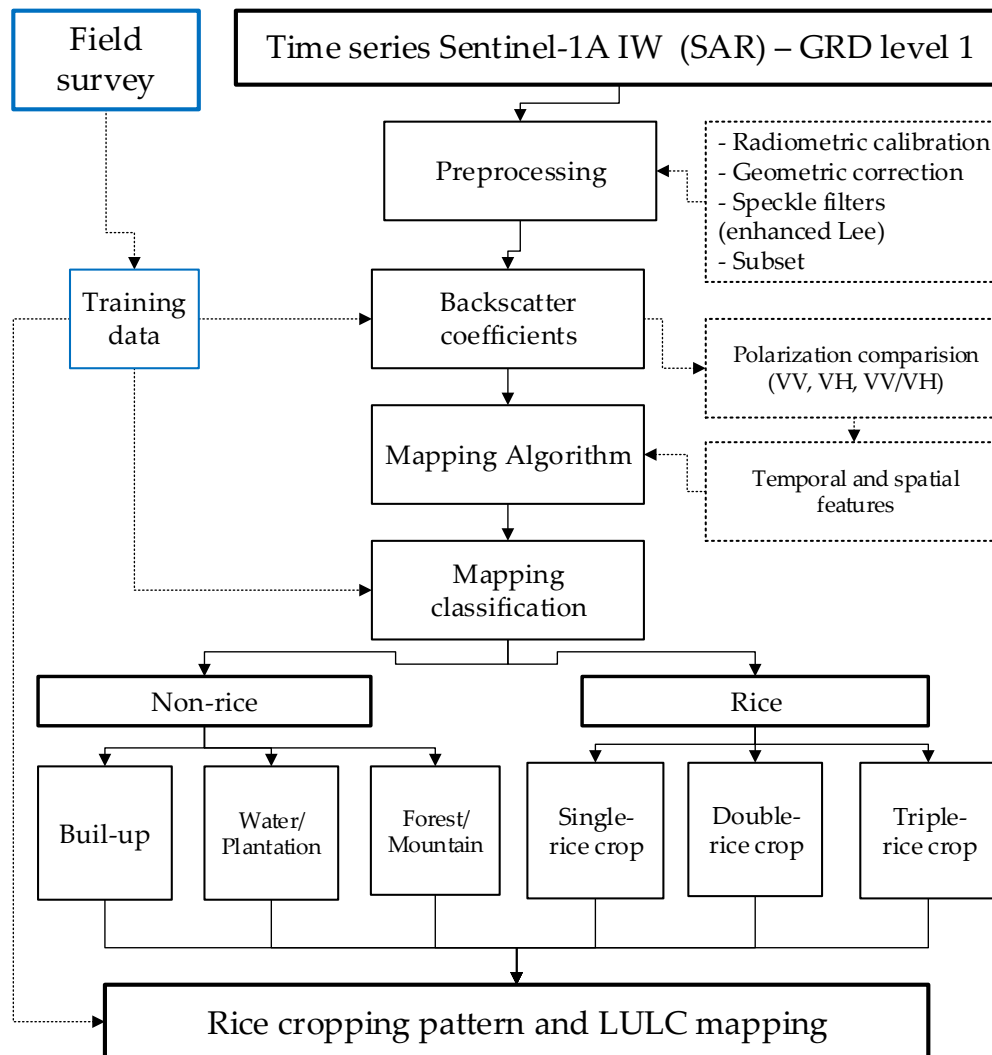 Field
survey
Time series Sentinel-1A IW (SAR) – GRD level 1
Preprocessing
- Radiometric calibration
- Geometric correction
- Speckle filters
(enhanced Lee)
- Subset
Training
data
Backscatter
coefficients
Polarization comparision
(VV, VH, VV/VH)
Mapping Algorithm
Temporal and spatial
features
Mapping
classification
Non-rice
Rice
Buil-up
Water/
Plantation
Forest/
Mountain
Single-
rice crop
Double-
rice crop
Triple-
rice crop
Rice cropping pattern and LULC mapping